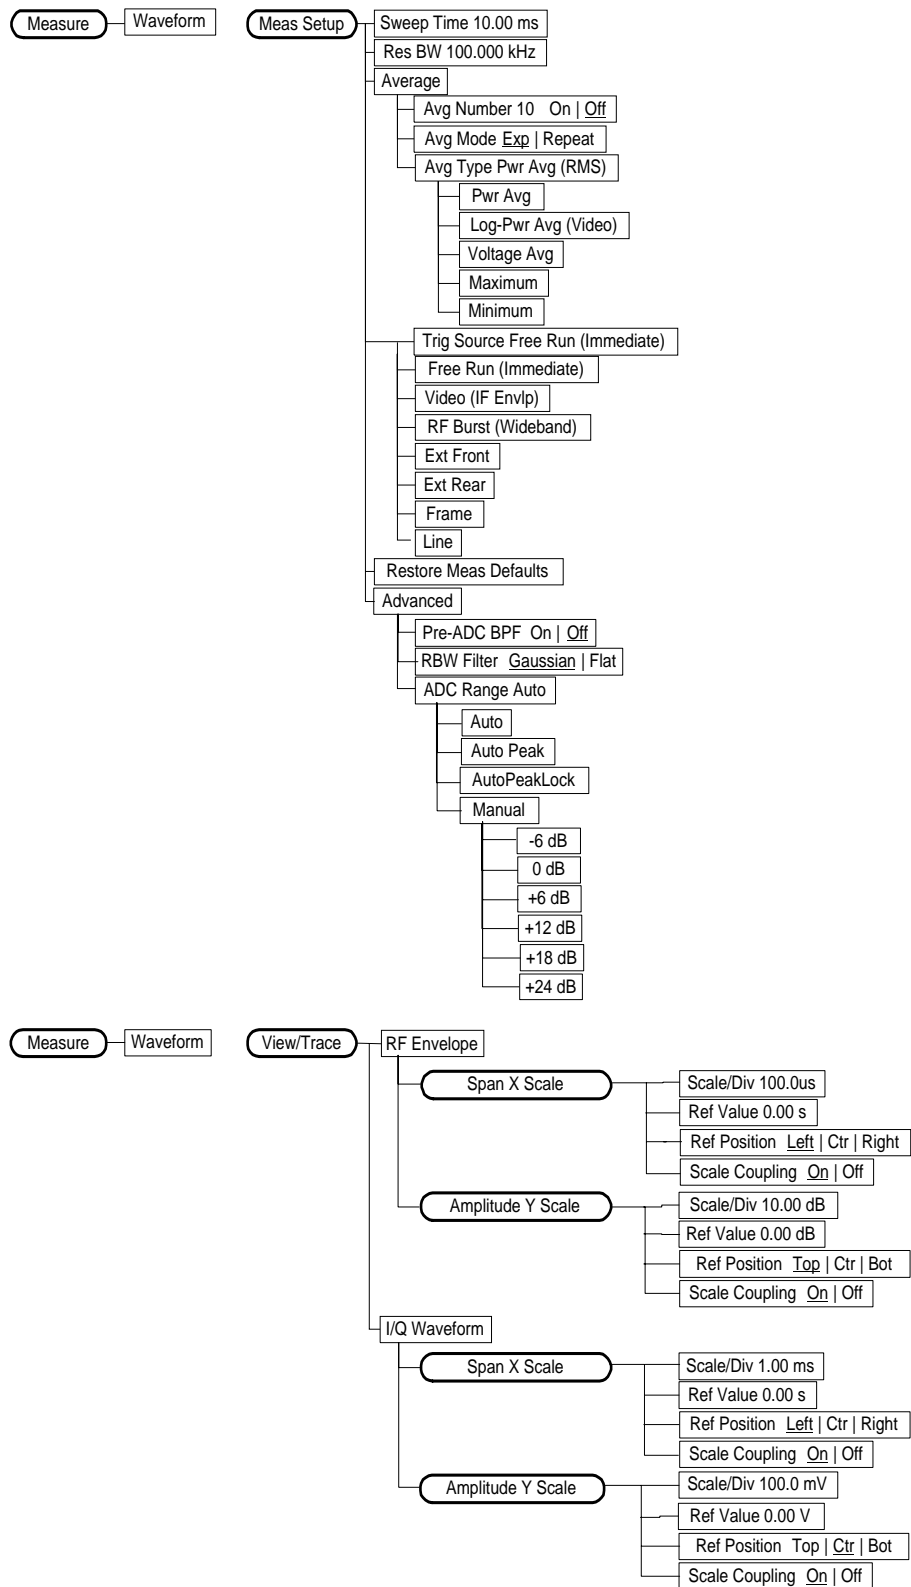 Measure
Waveform
Meas Setup
Sweep Time 10.00 ms
Res BW 100.000 kHz
Average
Avg Number 10 On | Off
Avg Mode Exp | Repeat
Avg Type Pwr Avg (RMS)
Pwr Avg
Log-Pwr Avg (Video)
Voltage Avg
Maximum
Minimum
Trig Source Free Run (Immediate)
Free Run (Immediate)
Video (IF Envlp)
RF Burst (Wideband)
Ext Front
Ext Rear
Frame
Line
Restore Meas Defaults
Advanced
Pre-ADC BPF On | Off
RBW Filter Gaussian | Flat
ADC Range Auto
Auto
Auto Peak
AutoPeakLock
Manual
-6 dB
0 dB
+6 dB
+12 dB
+18 dB
+24 dB
Measure
Waveform
View/Trace
RF Envelope
Span X Scale
Scale/Div 100.0us
Ref Value 0.00 s
Ref Position Left | Ctr | Right
Scale Coupling On | Off
Amplitude Y Scale
Scale/Div 10.00 dB
Ref Value 0.00 dB
Ref Position Top | Ctr | Bot
Scale Coupling On | Off
I/Q Waveform
Span X Scale
Scale/Div 1.00 ms
Ref Value 0.00 s
Ref Position Left | Ctr | Right
Scale Coupling On | Off
Amplitude Y Scale
Scale/Div 100.0 mV
Ref Value 0.00 V
Ref Position Top | Ctr | Bot
Scale Coupling On | Off